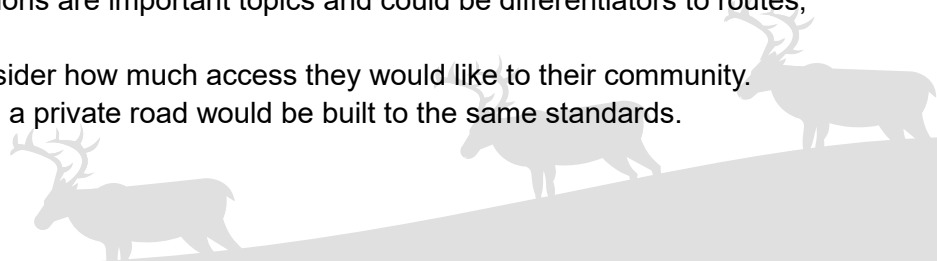 ons are important topics and could be differentiators to routes,
sider how much access they would like to their community.
a private road would be built to the same standards.